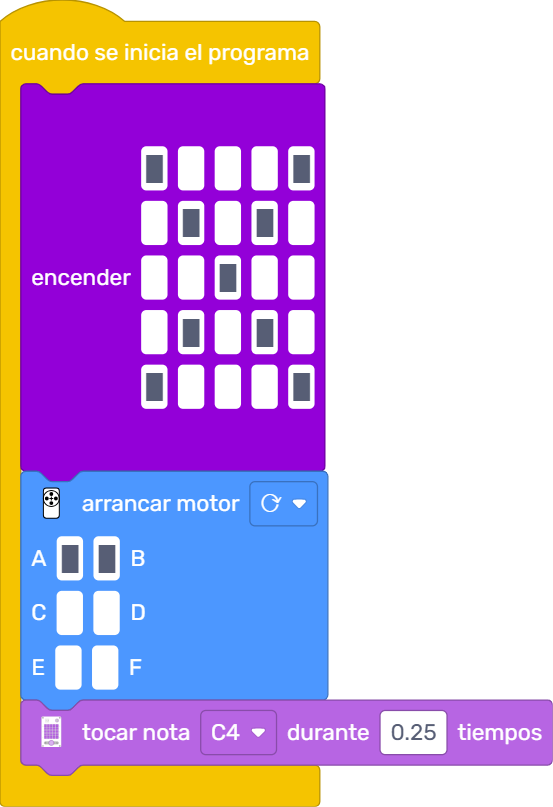 cuando se inicia el programa
encender
arrancar motor
A B
C D
E F
tocar nota C4 durante 0.25 tiempos